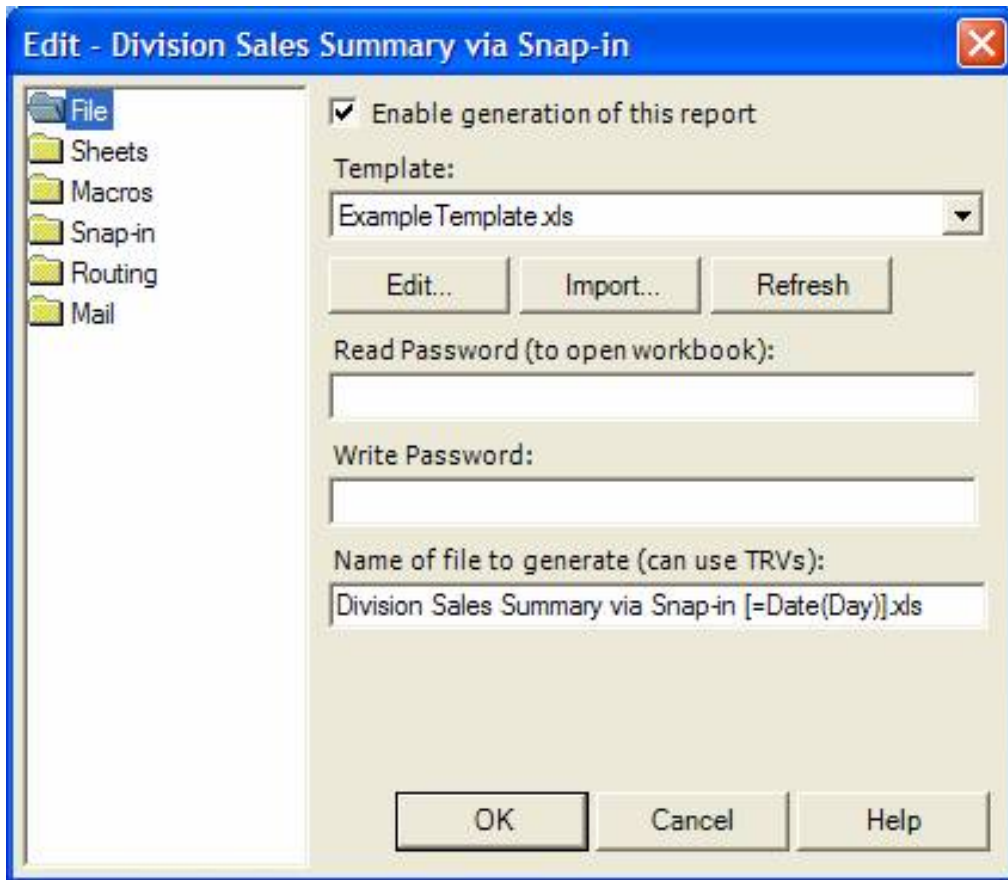 Edit - Division Sales Summary via Snap-in
File
Sheets
Macros
Snap-in
Routing
Mail
Enable generation of this report
Template:
ExampleTemplate.xls
Edit...
Import...
Refresh
Read Password (to open workbook):
Write Password:
Name of file to generate (can use TRVs):
Division Sales Summary via Snap-in [=Date(Day)].xls
OK
Cancel
Help